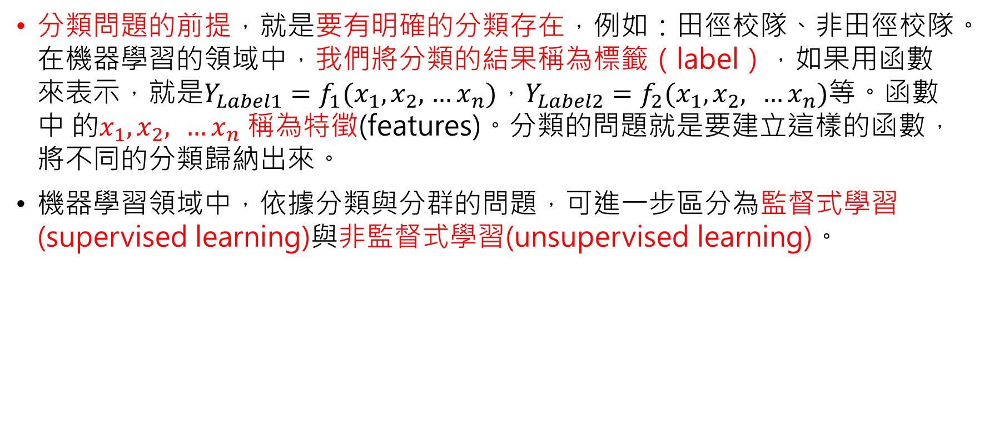 • 分類問題的前提，就是要有明確的分類存在，例如：田徑校隊、非田徑校隊。
在機器學習的領域中，我們將分類的結果稱為標籤（label），如果用函數
來表示，就是Y_{Label1} = f_1(x_1, x_2, … x_n)，Y_{Label2} = f_2(x_1, x_2, … x_n)等。函數
中 的x_1, x_2, … x_n 稱為特徵(features)。分類的問題就是要建立這樣的函數，
將不同的分類歸納出來。
• 機器學習領域中，依據分類與分群的問題，可進一步區分為監督式學習
(supervised learning)與非監督式學習(unsupervised learning)。